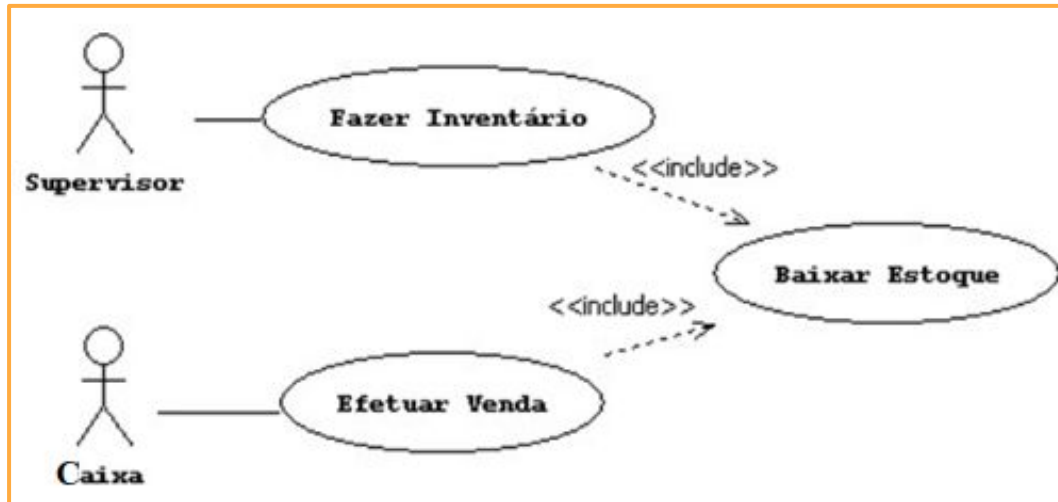 Fazer Inventário
<<include>>
Supervisor
Baixar Estoque
<<include>>
Efetuar Venda
Caixa